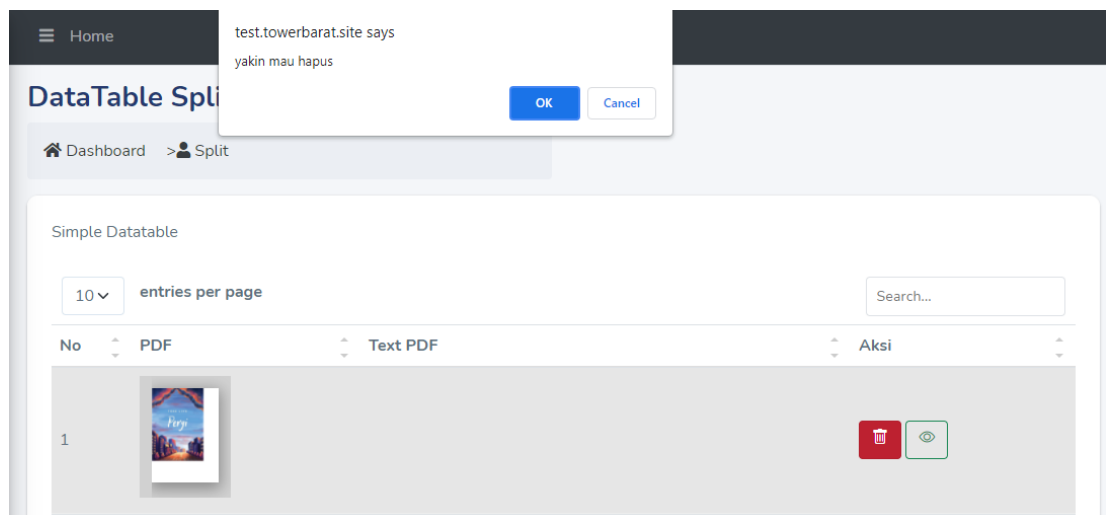 test.towerbarat.site says
yakin mau hapus
OK Cancel
Home
DataTable Spli
Dashboard > Split
Simple Datatable
10 entries per page Search...
No PDF Text PDF Aksi
1